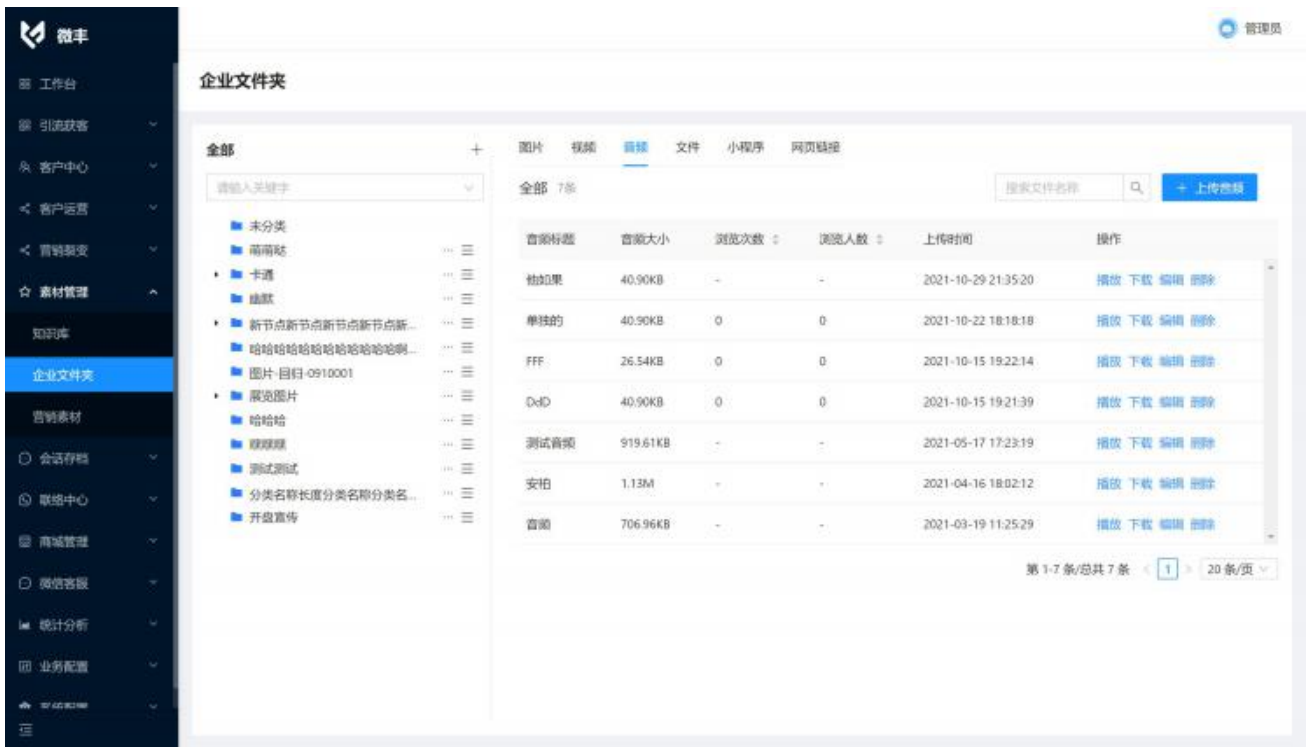 微丰
管理员
工作台
引流获客
客户中心
客户运营
营销裂变
素材管理
知识库
企业文件夹
营销素材
会话存档
联络中心
商城管理
微信客服
统计分析
业务配置
企业文件夹
全部
请输入关键字
未分类
萌萌哒
卡通
幽默
新节点新节点新节点新节点新...
哈哈哈哈哈哈哈哈哈哈哈啊...
图片-回归-0910001
展览图片
哈哈哈
测试测试
分类名称长度分类名称分类名...
开盘宣传
图片 视频 音频 文件 小程序 网页链接
全部 7条
搜索文件名称
+ 上传音频
音频标题 音频大小 浏览次数 浏览人数 上传时间 操作
他如果 40.90KB - - 2021-10-29 21:35:20 播放 下载 编辑 删除
单独的 40.90KB 0 0 2021-10-22 18:18:18 播放 下载 编辑 删除
FFF 26.54KB 0 0 2021-10-15 19:22:14 播放 下载 编辑 删除
DdD 40.90KB 0 0 2021-10-15 19:21:39 播放 下载 编辑 删除
测试音频 919.61KB - - 2021-05-17 17:23:19 播放 下载 编辑 删除
安柏 1.13M - - 2021-04-16 18:02:12 播放 下载 编辑 删除
音频 706.96KB - - 2021-03-19 11:25:29 播放 下载 编辑 删除
第 1-7 条/总共 7 条 < 1 > 20 条/页